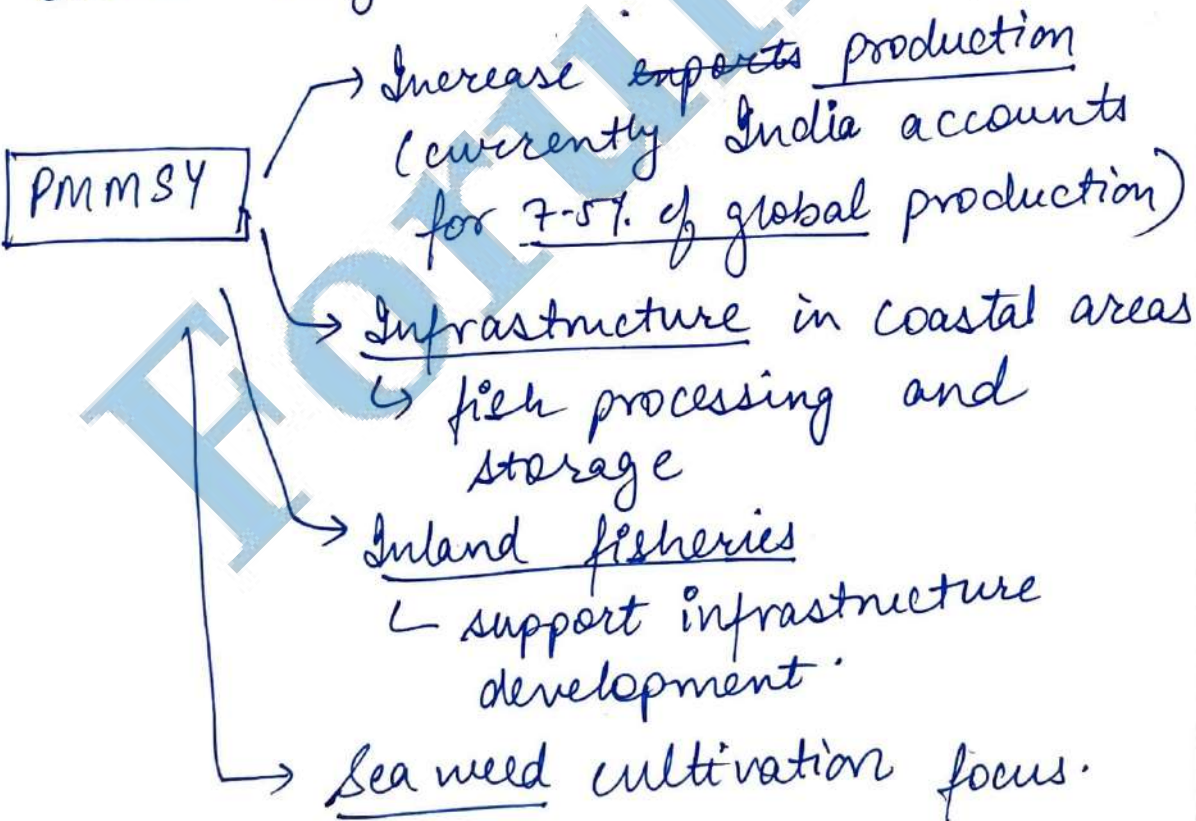 PMMSY
→ Increase exports production
(currently India accounts
for 7.5% of global production)
→ Infrastructure in coastal areas
↳ fish processing and
storage
→ Inland fisheries
└ support infrastructure
development.
→ Sea weed cultivation focus.
Forum